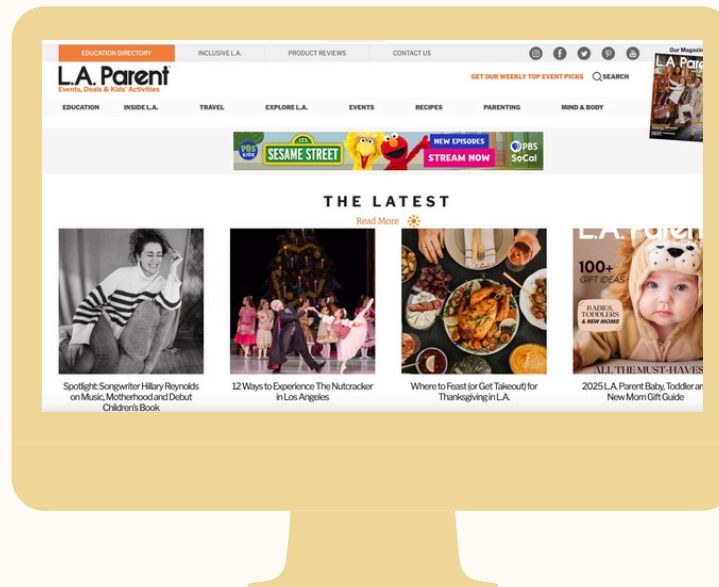 EDUCATION DIRECTORY
INCLUSIVE L.A.
PRODUCT REVIEWS
CONTACT US
Our Magazin
L.A. Parent
Events, Deals & Kids' Activities
GET OUR WEEKLY TOP EVENT PICKS
SEARCH
L.A. Pare
EDUCATION
INSIDE L.A.
TRAVEL
EXPLORE L.A.
EVENTS
RECIPES
PARENTING
MIND & BODY
PBS
KIDS
123
SESAME STREET
NEW EPISODES
STREAM NOW
PBS
SoCal
THE LATEST
Read More
L.A. Parent
100+
GIFT IDEAS
BABIES,
TODDLERS
& NEW MOMS
ALL THE MUST-HAVES
Spotlight: Songwriter Hillary Reynolds
on Music, Motherhood and Debut
Children's Book
12 Ways to Experience The Nutcracker
in Los Angeles
Where to Feast (or Get Takeout) for
Thanksgiving in L.A.
2025 L.A. Parent Baby, Toddler an
New Mom Gift Guide